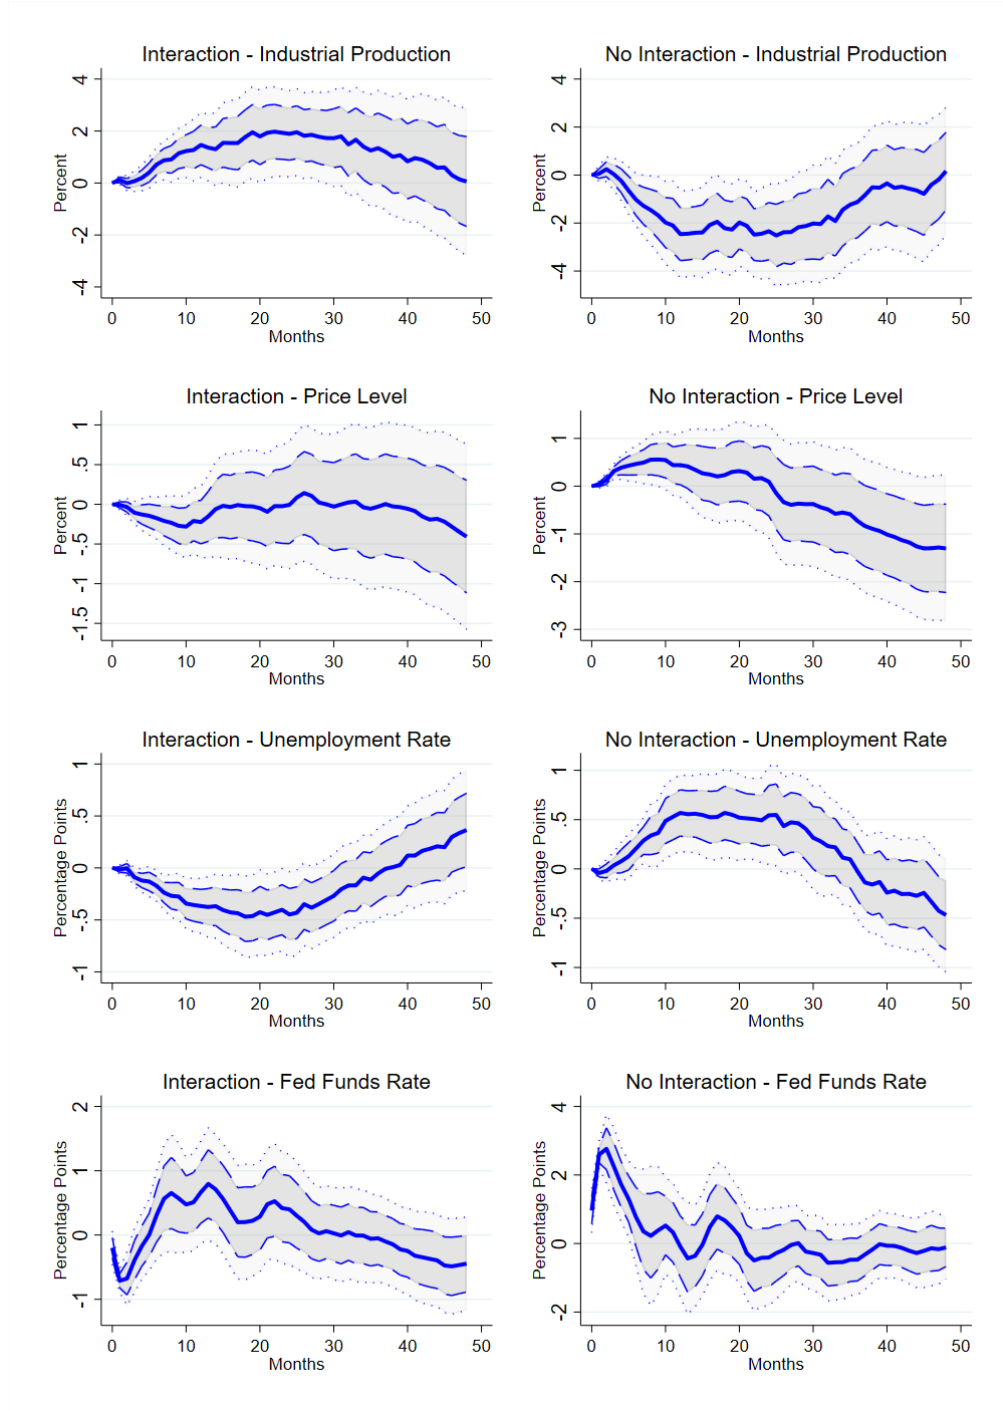 Interaction - Industrial Production
4
2
0
-2
-4
Percent
0 10 20 30 40 50
Months
No Interaction - Industrial Production
4
2
0
-2
-4
Percent
0 10 20 30 40 50
Months
Interaction - Price Level
1
.5
0
-.5
-1
-1.5
Percent
0 10 20 30 40 50
Months
No Interaction - Price Level
1
0
-1
-2
-3
Percent
0 10 20 30 40 50
Months
Interaction - Unemployment Rate
1
.5
0
-.5
-1
Percentage Points
0 10 20 30 40 50
Months
No Interaction - Unemployment Rate
1
.5
0
-.5
-1
Percentage Points
0 10 20 30 40 50
Months
Interaction - Fed Funds Rate
2
1
0
-1
Percentage Points
0 10 20 30 40 50
Months
No Interaction - Fed Funds Rate
4
2
0
-2
Percentage Points
0 10 20 30 40 50
Months